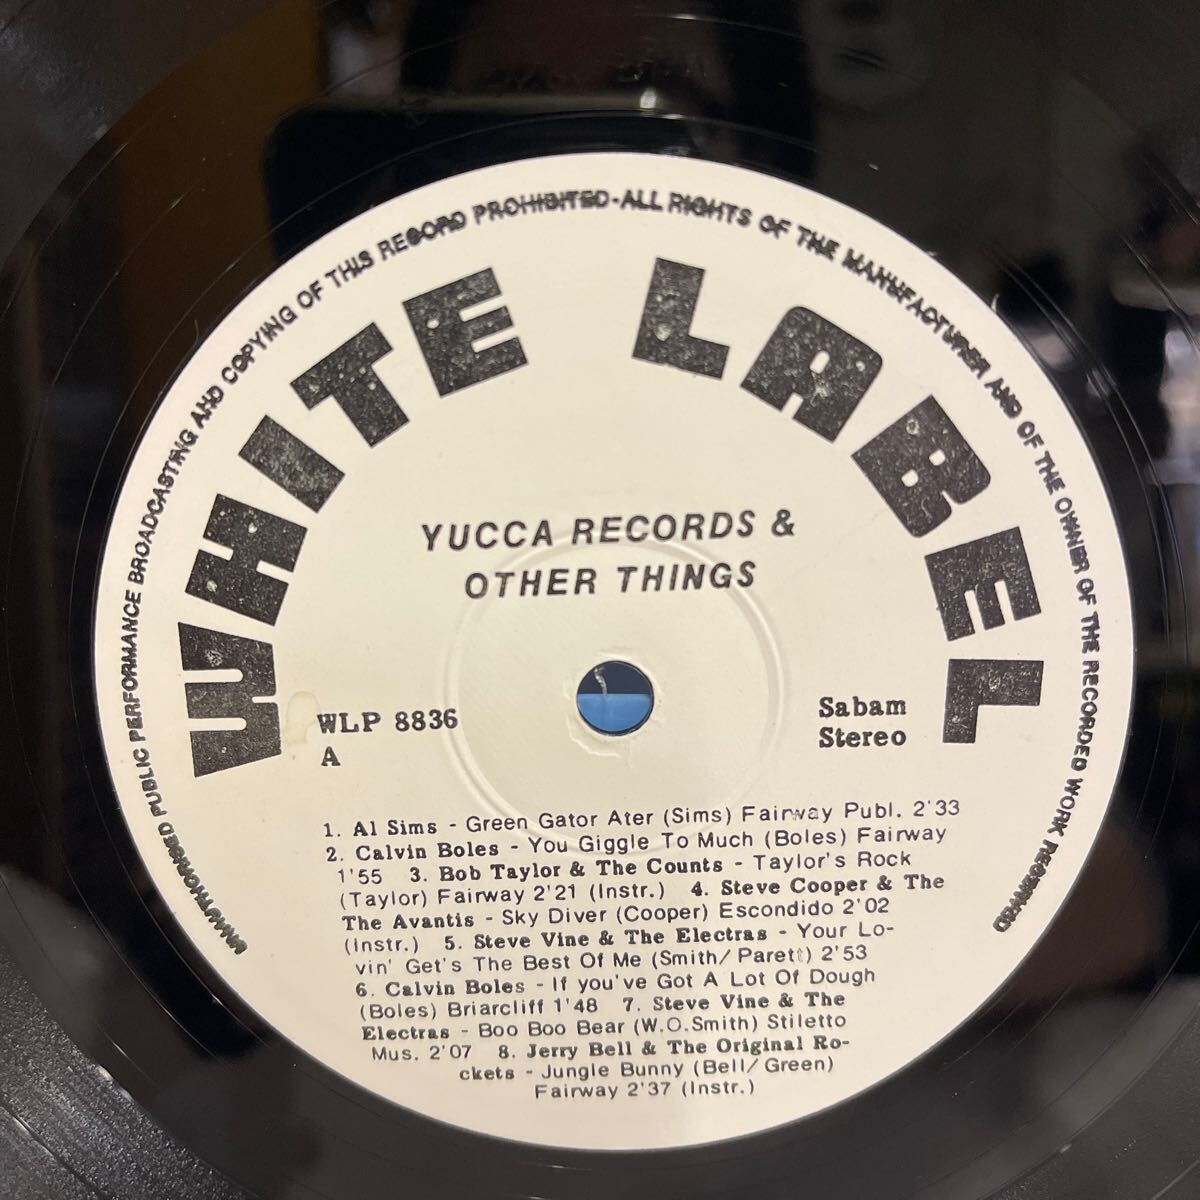 UNAUTHORISED PUBLIC PERFORMANCE BROADCASTING AND COPYING OF THIS RECORD PROHIBITED-ALL RIGHTS OF THE MANUFACTURER AND OF THE OWNER OF THE RECORDED WORK RESERVED
WHITE LABEL
YUCCA RECORDS &
OTHER THINGS
WLP 8836
A
Sabam
Stereo
1. Al Sims - Green Gator Ater (Sims) Fairway Publ. 2'33
2. Calvin Boles - You Giggle To Much (Boles) Fairway
1'55 3. Bob Taylor & The Counts - Taylor's Rock
(Taylor) Fairway 2'21 (Instr.) 4. Steve Cooper & The
The Avantis - Sky Diver (Cooper) Escondido 2'02
(Instr.) 5. Steve Vine & The Electras - Your Lo-
vin' Get's The Best Of Me (Smith/Parett) 2'53
6. Calvin Boles - If you've Got A Lot Of Dough
(Boles) Briarcliff 1'48 7. Steve Vine & The
Electras - Boo Boo Bear (W.O.Smith) Stiletto
Mus. 2'07 8. Jerry Bell & The Original Ro-
ckets - Jungle Bunny (Bell/Green)
Fairway 2'37 (Instr.)